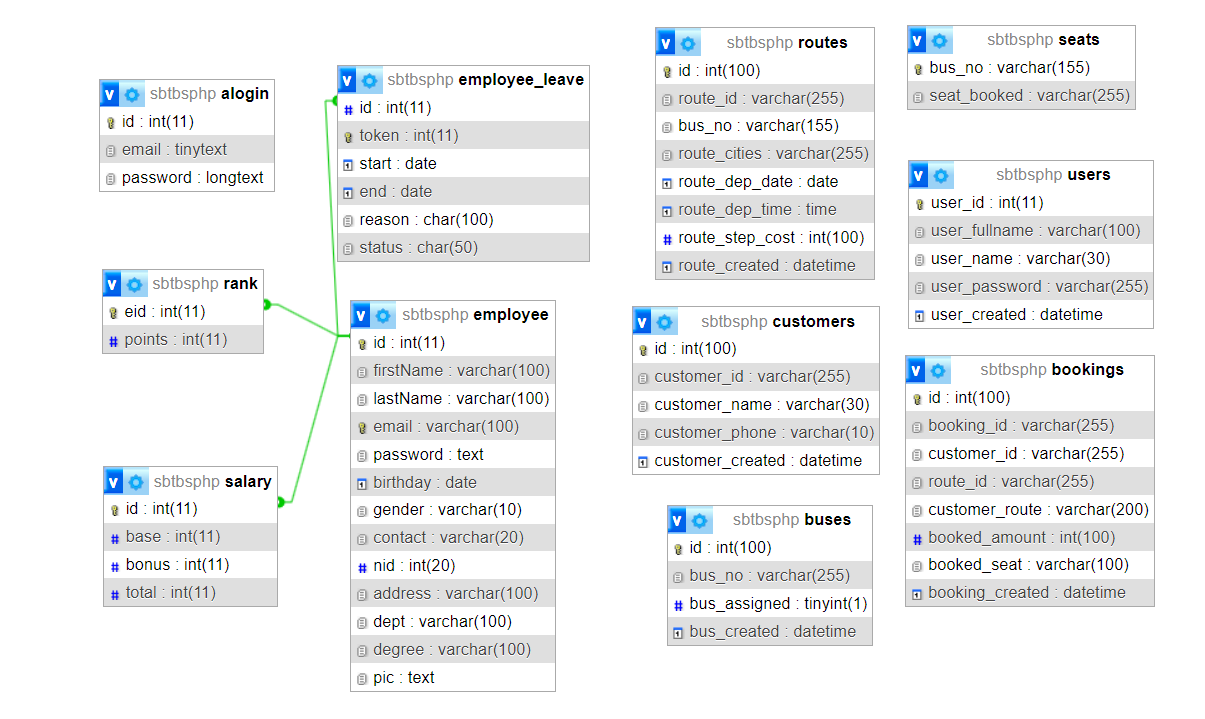 sbtbsphp alogin
id : int(11)
email : tinytext
password : longtext
sbtbsphp employee_leave
id : int(11)
token : int(11)
start : date
end : date
reason : char(100)
status : char(50)
sbtbsphp rank
eid : int(11)
points : int(11)
sbtbsphp employee
id : int(11)
firstName : varchar(100)
lastName : varchar(100)
email : varchar(100)
password : text
birthday : date
gender : varchar(10)
contact : varchar(20)
nid : int(20)
address : varchar(100)
dept : varchar(100)
degree : varchar(100)
pic : text
sbtbsphp salary
id : int(11)
base : int(11)
bonus : int(11)
total : int(11)
sbtbsphp routes
id : int(100)
route_id : varchar(255)
bus_no : varchar(155)
route_cities : varchar(255)
route_dep_date : date
route_dep_time : time
route_step_cost : int(100)
route_created : datetime
sbtbsphp customers
id : int(100)
customer_id : varchar(255)
customer_name : varchar(30)
customer_phone : varchar(10)
customer_created : datetime
sbtbsphp buses
id : int(100)
bus_no : varchar(255)
bus_assigned : tinyint(1)
bus_created : datetime
sbtbsphp seats
bus_no : varchar(155)
seat_booked : varchar(255)
sbtbsphp users
user_id : int(11)
user_fullname : varchar(100)
user_name : varchar(30)
user_password : varchar(255)
user_created : datetime
sbtbsphp bookings
id : int(100)
booking_id : varchar(255)
customer_id : varchar(255)
route_id : varchar(255)
customer_route : varchar(200)
booked_amount : int(100)
booked_seat : varchar(100)
booking_created : datetime